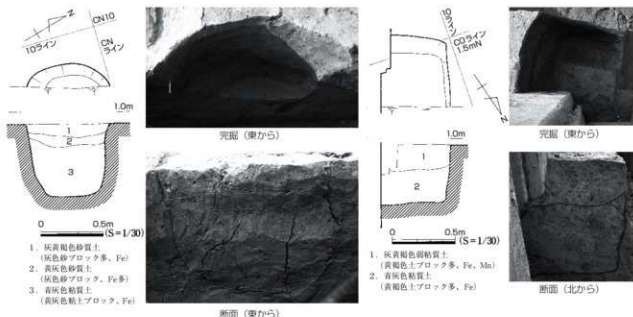 N
CN10
10ライン
CNライン
1.0m
1
2
3
0 0.5m
(S=1/30)
1. 灰黄褐色砂質土
(灰色砂ブロック多、Fe)
2. 黄灰色砂質土
(灰色砂ブロック、Fe多)
3. 青灰色粘質土
(黄灰色粘土ブロック、Fe)
完掘（東から）
断面（東から）
10ライン
COライン
1.5mN
N
1.0m
1
2
0 0.5m
(S=1/30)
1. 灰黄褐色弱粘質土
(黄褐色土ブロック多、Fe、Mn)
2. 青灰色粘質土
(黄褐色土ブロック多、Fe)
完掘（東から）
断面（北から）